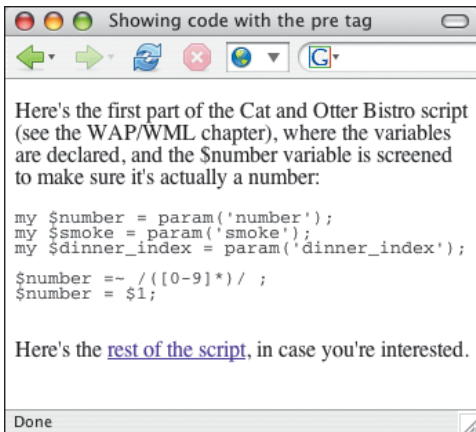 Showing code with the pre tag
G
Here's the first part of the Cat and Otter Bistro script
(see the WAP/WML chapter), where the variables
are declared, and the $number variable is screened
to make sure it's actually a number:
my $number = param('number');
my $smoke = param('smoke');
my $dinner_index = param('dinner_index');
$number =~ /([0-9]*)/ ;
$number = $1;
Here's the rest of the script, in case you're interested.
Done